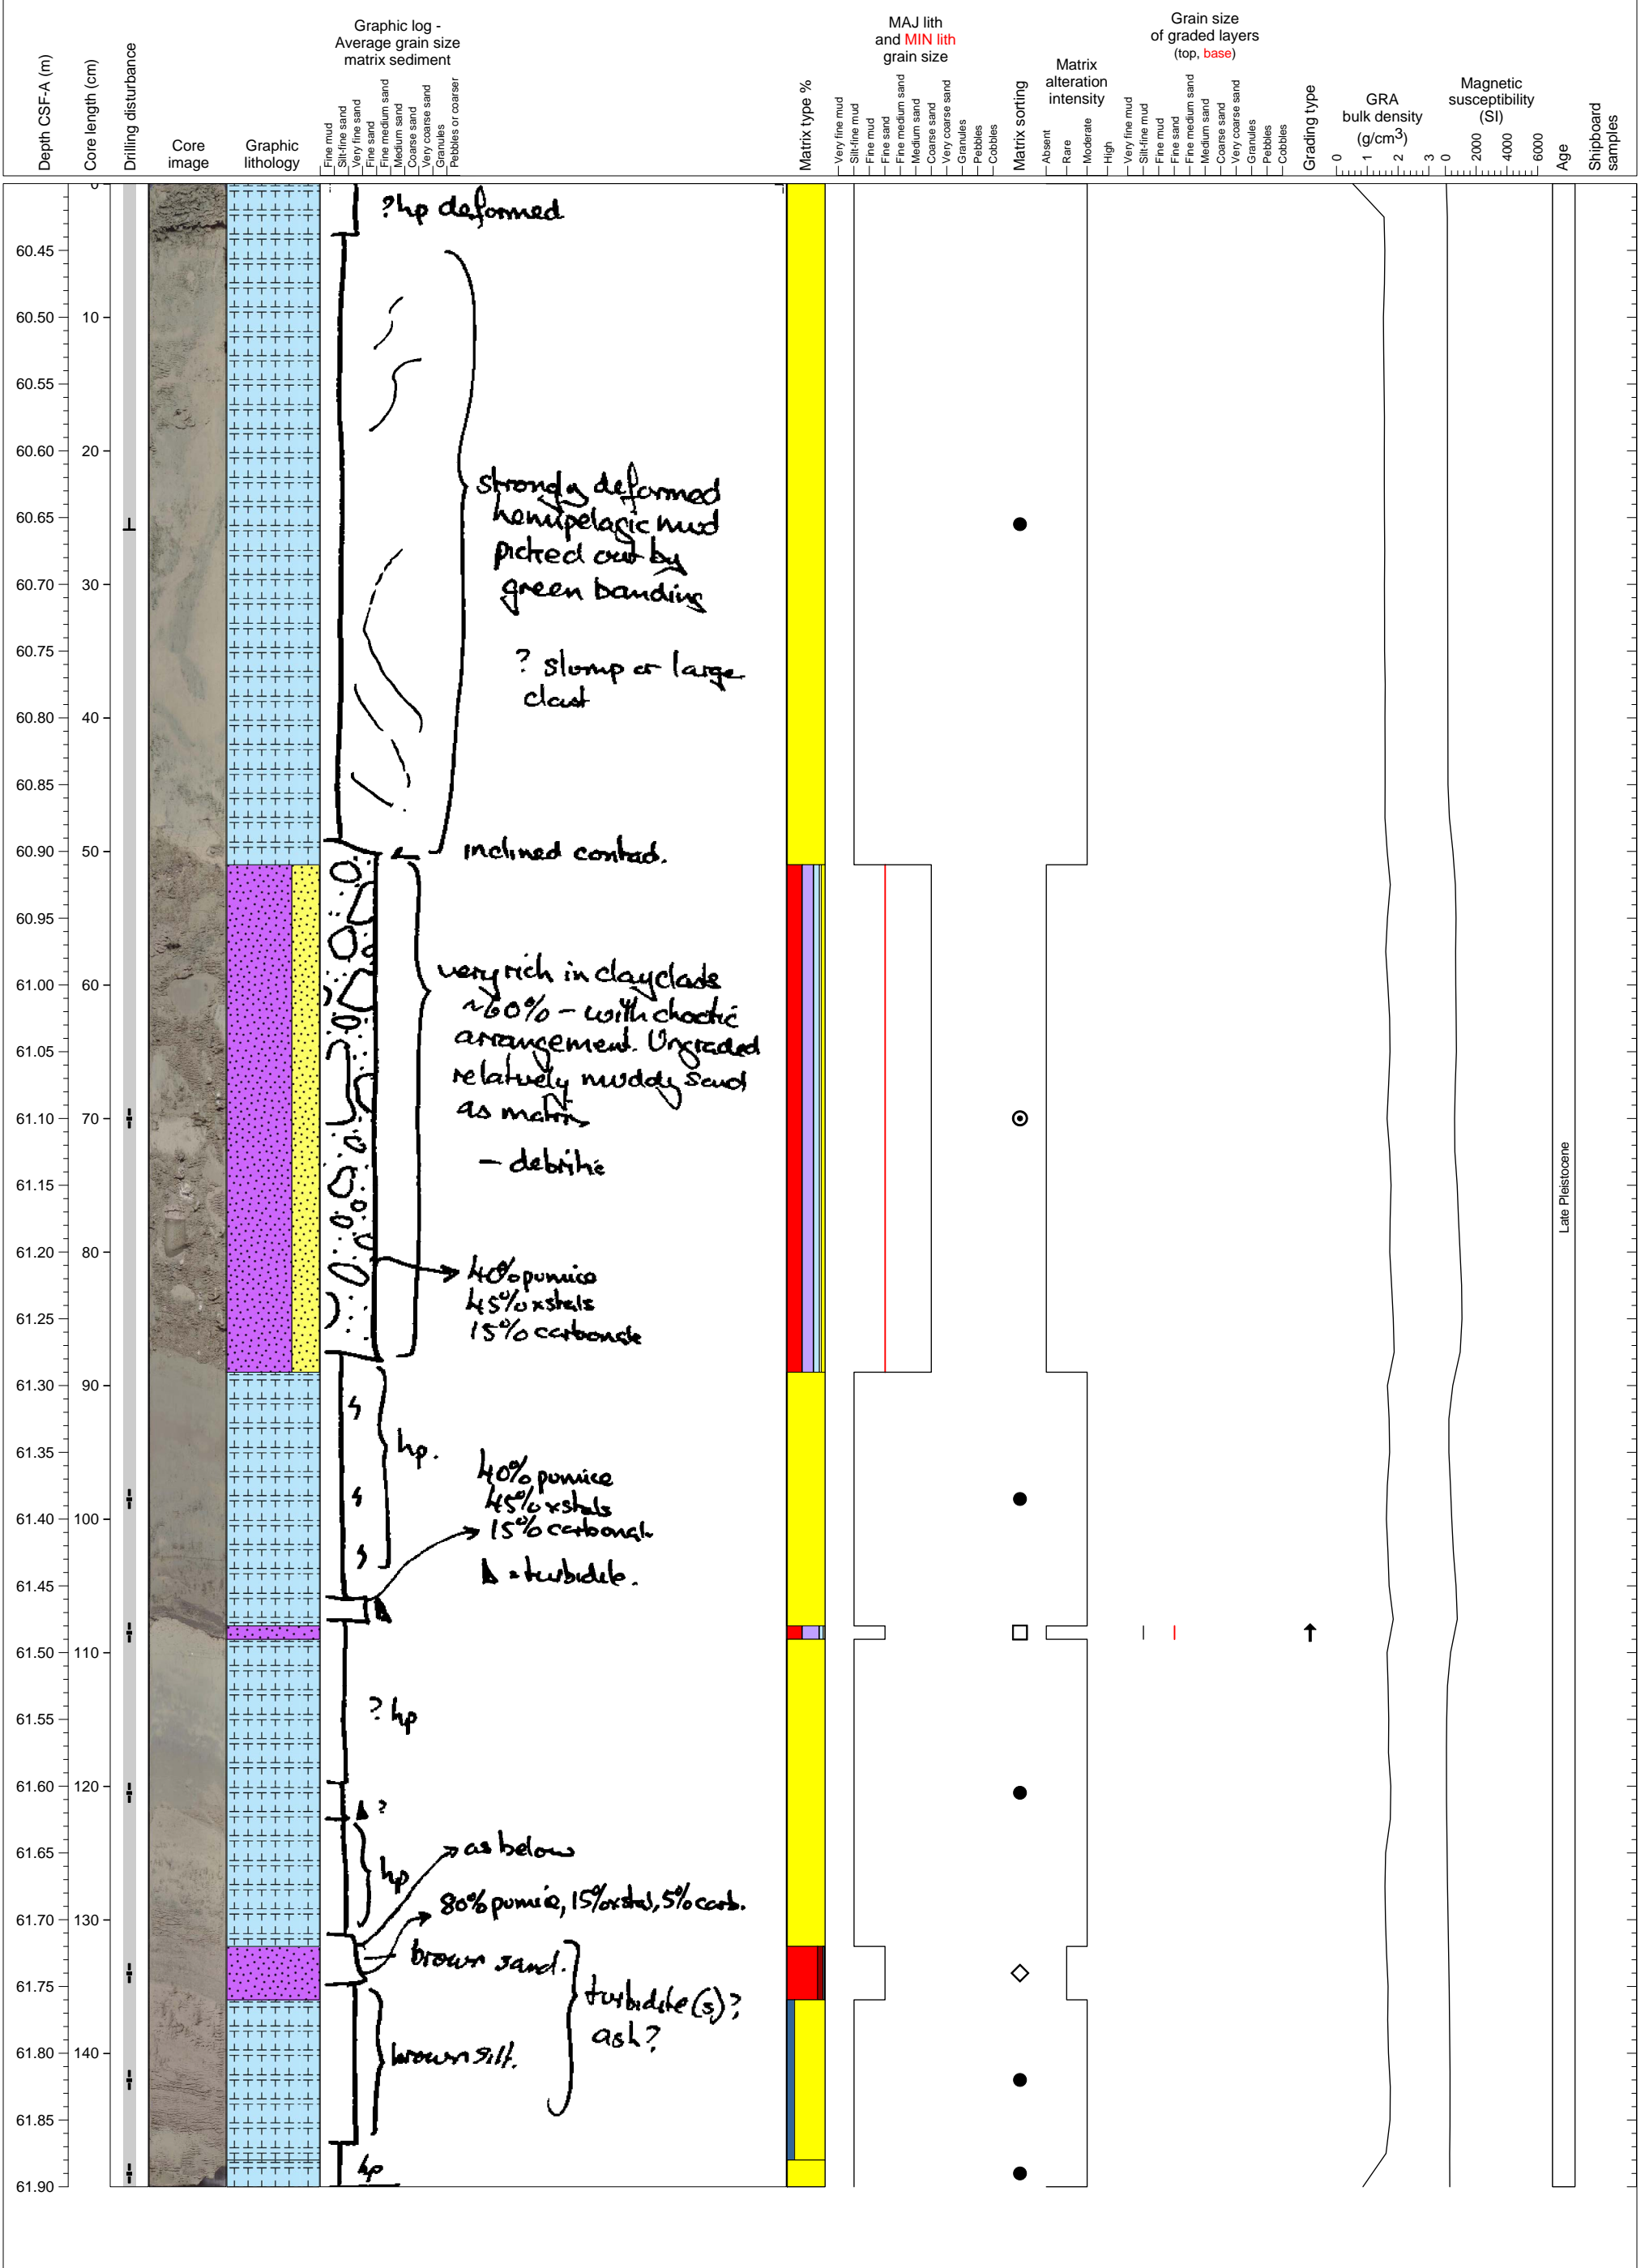 Depth CSF-A (m)
Core length (cm)
Drilling disturbance
Core
image
Graphic
lithology
Graphic log -
Average grain size
matrix sediment
Fine mud
Slt-fine sand
Very fine sand
Fine sand
Fine medium sand
Medium sand
Coarse sand
Very coarse sand
Granules
Pebbles or coarser
Matrix type %
MAJ lith
and MIN lith
grain size
Very fine mud
Silt-fine mud
Fine mud
Fine sand
Fine medium sand
Medium sand
Coarse sand
Very coarse sand
Granules
Pebbles
Cobbles
Matrix sorting
Matrix
alteration
intensity
Absent
Rare
Moderate
High
Grain size
of graded layers
(top, base)
Very fine mud
Silt-fine mud
Fine mud
Fine sand
Fine medium sand
Medium sand
Coarse sand
Very coarse sand
Granules
Pebbles
Cobbles
Grading type
GRA
bulk density
(g/cm3)
0 1 2 3
Magnetic
susceptibility
(SI)
0 2000 4000 6000
Age
Shipboard
samples
0
60.45
60.50 10
60.55
60.60 20
60.65
60.70 30
60.75
60.80 40
60.85
60.90 50
60.95
61.00 60
61.05
61.10 70
61.15
61.20 80
61.25
61.30 90
61.35
61.40 100
61.45
61.50 110
61.55
61.60 120
61.65
61.70 130
61.75
61.80 140
61.85
61.90
?hp deformed
strongly deformed
hemipelagic mud
picked out by
green banding
? slump or large
clast
inclined contact.
very rich in clay clasts
~60% - with chaotic
arrangement. Ungraded
relatively muddy sand
as matrix
- debrite
40% pumice
45% xstals
15% carbonate
hp.
40% pumice
45% xstals
15% carbonate
= turbidite.
? hp
?
hp
as below
80% pumice, 15% xstal, 5% carb.
brown sand.
turbidite(s)?
ash?
brown silt.
hp
Late Pleistocene